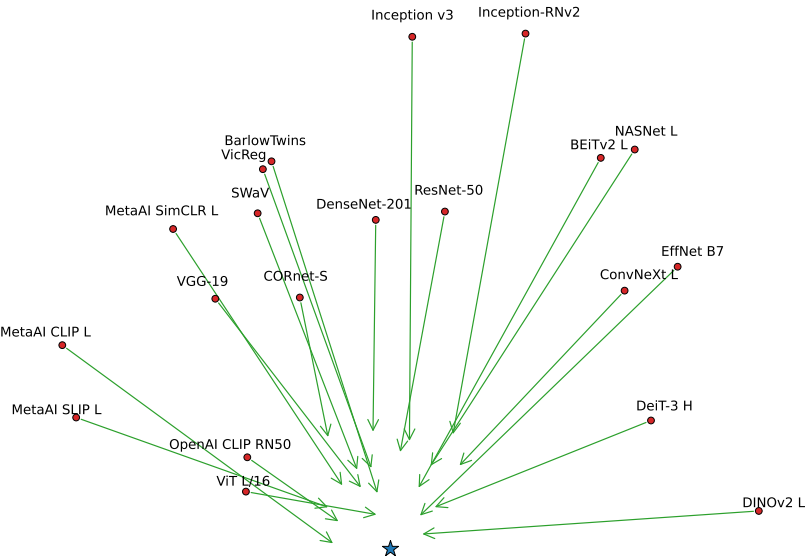 Inception v3
Inception-RNv2
NASNet L
BarlowTwins
BEiTv2 L
VicReg
SWaV
ResNet-50
DenseNet-201
MetaAI SimCLR L
EffNet B7
VGG-19
CORnet-S
ConvNeXt L
MetaAI CLIP L
MetaAI SLIP L
DeiT-3 H
OpenAI CLIP RN50
ViT L/16
DINOv2 L